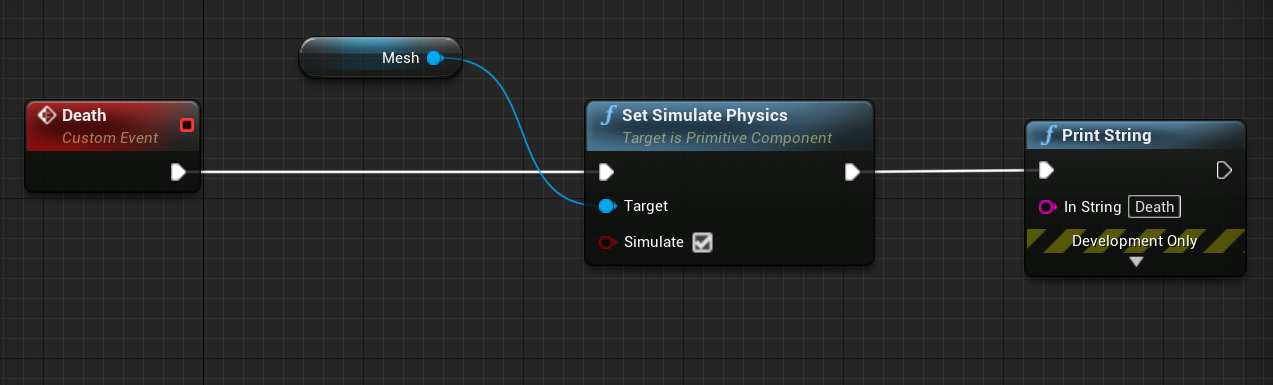 Mesh
Death
Custom Event
Set Simulate Physics
Target is Primitive Component
Target
Simulate
Print String
In String Death
Development Only